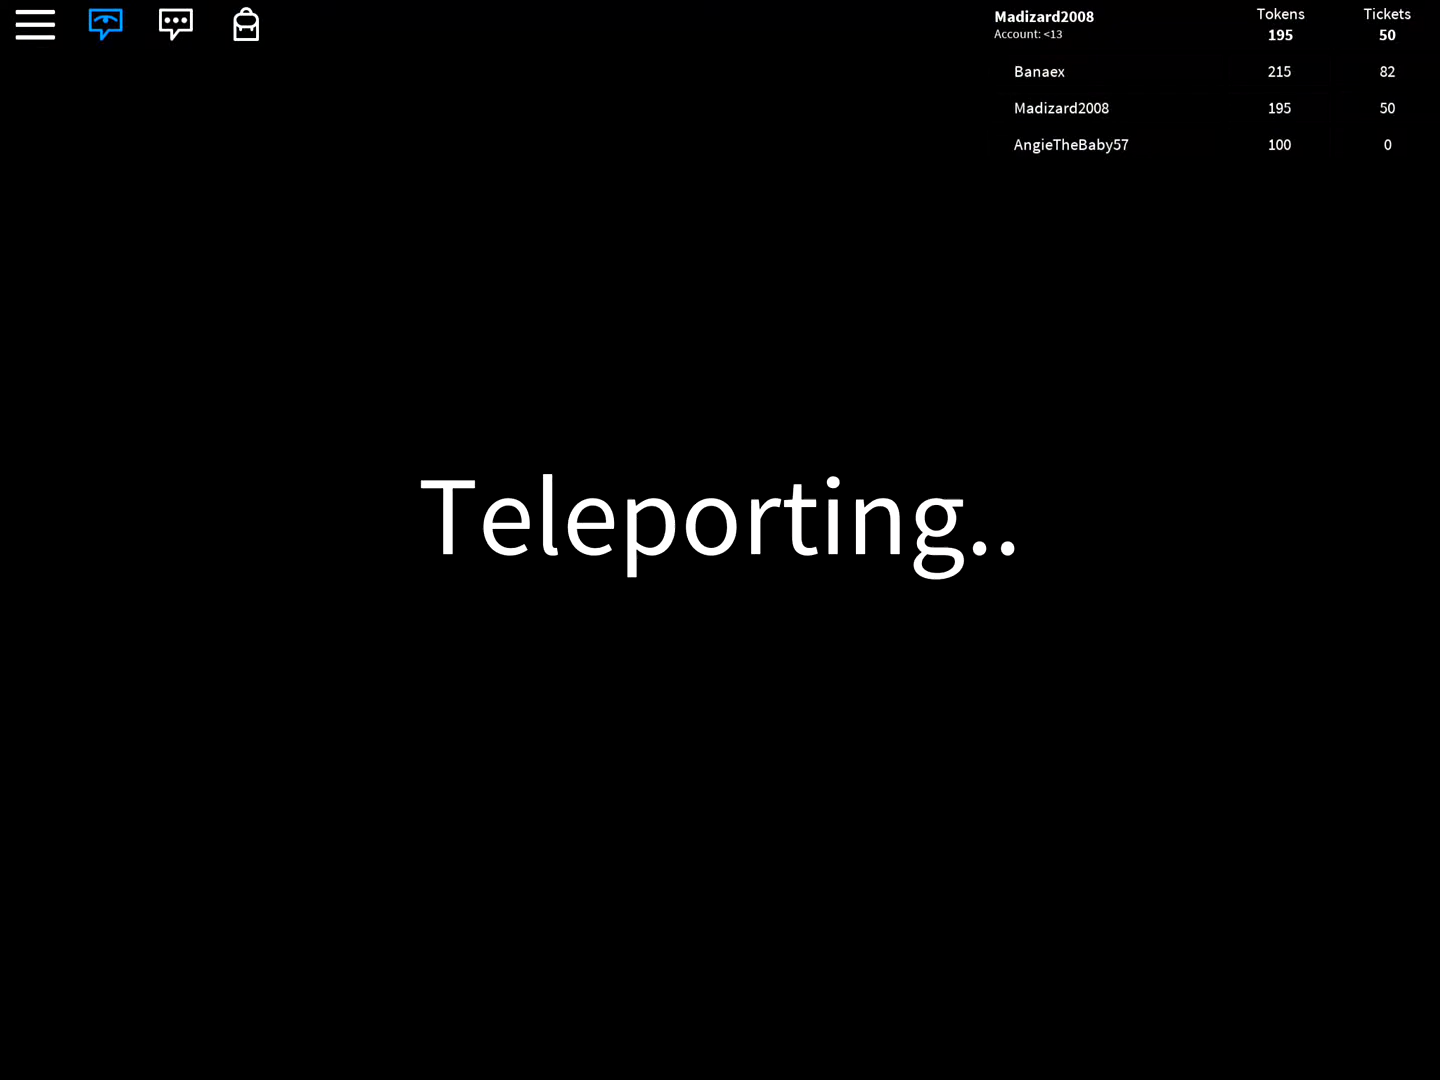 Madizard2008 Tokens Tickets
Account: <13 195 50
Banaex 215 82
Madizard2008 195 50
AngieTheBaby57 100 0
Teleporting..